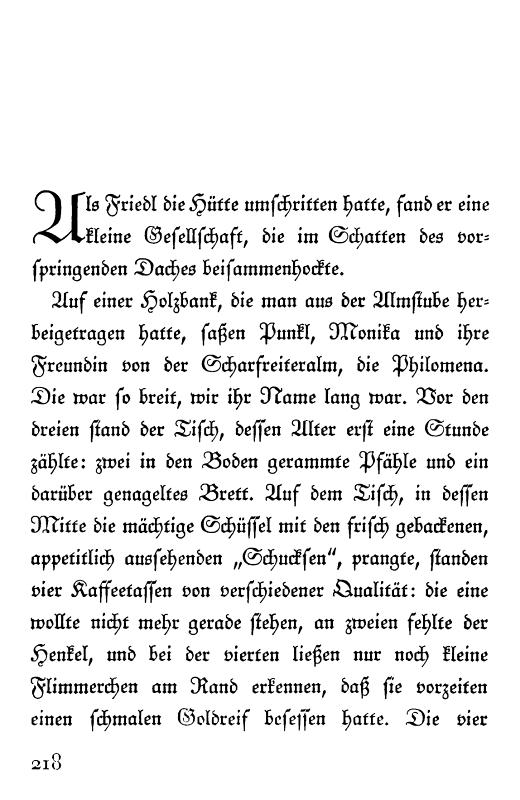 Als Friedl die Hütte umschritten hatte, fand er eine
kleine Gesellschaft, die im Schatten des vor-
springenden Daches beisammenhockte.
Auf einer Holzbank, die man aus der Almstube her-
beigetragen hatte, saßen Punkl, Monika und ihre
Freundin von der Scharfreiteralm, die Philomena.
Die war so breit, wir ihr Name lang war. Vor den
dreien stand der Tisch, dessen Alter erst eine Stunde
zählte: zwei in den Boden gerammte Pfähle und ein
darüber genageltes Brett. Auf dem Tisch, in dessen
Mitte die mächtige Schüssel mit den frisch gebackenen,
appetitlich aussehenden „Schucksen“, prangte, standen
vier Kaffeetassen von verschiedener Qualität: die eine
wollte nicht mehr gerade stehen, an zweien fehlte der
Henkel, und bei der vierten ließen nur noch kleine
Flimmerchen am Rand erkennen, daß sie vorzeiten
einen schmalen Goldreif besessen hatte. Die vier
218